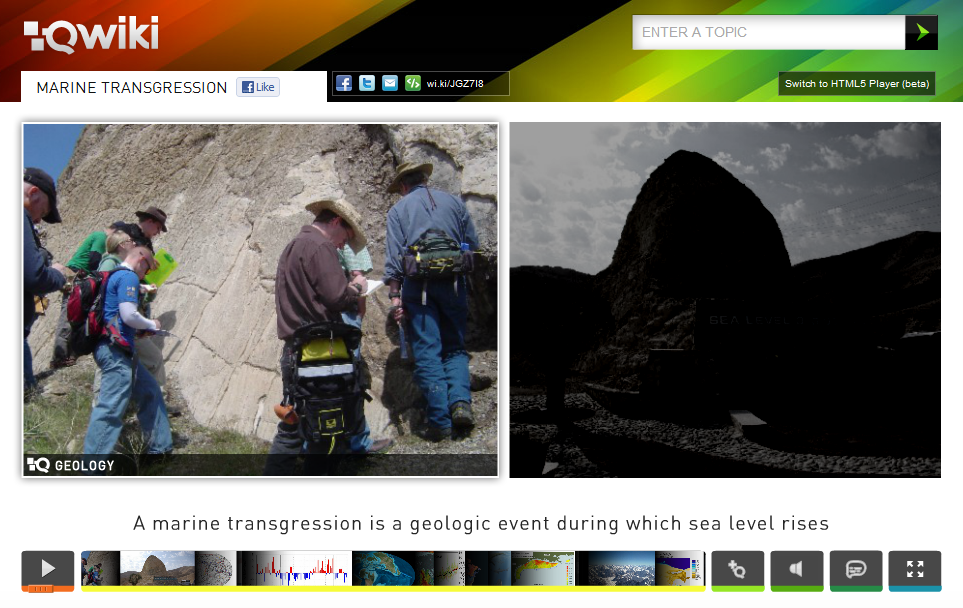 Qwiki
ENTER A TOPIC
MARINE TRANSGRESSION
Like
wi.ki/JGZ7I8
Switch to HTML5 Player (beta)
SEA LEVEL
GEOLOGY
A marine transgression is a geologic event during which sea level rises